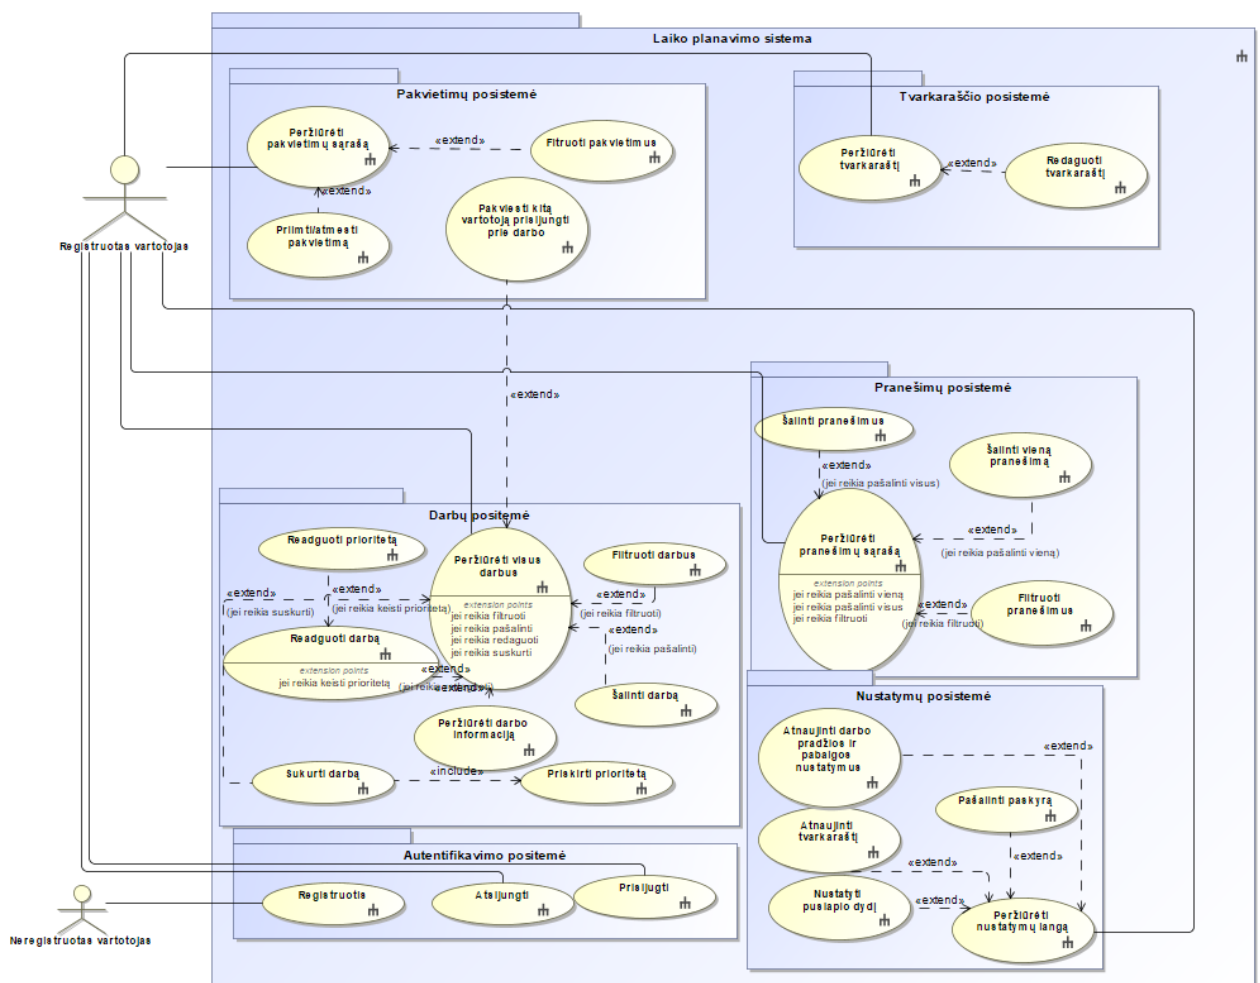 Laiko planavimo sistema
Pakvietimų posistemė
Peržiūrėti
pakvietimų sąrašą
«extend»
Fitruoti pakvietimus
«extend»
Priimti/atmesti
pakvietimą
Pakviesti kitą
vartotoją prisijungti
prie darbo
Tvarkaraščio posistemė
Peržiūrėti
tvarkaraštį
«extend»
Redaguoti
tvarkaraštį
Registruotas vartotojas
«extend»
Pranešimų posistemė
Šalinti pranešimus
«extend»
(jei reikia pašalinti visus)
Šalinti vieną
pranešimą
«extend»
(jei reikia pašalinti vieną)
Peržiūrėti
pranešimų sąrašą
extension points
jei reikia pašalinti vieną
jei reikia pašalinti visus
jei reikia filtruoti
«extend»
(jei reikia filtruoti)
Filtruoti
pranešimus
Darbų positemė
Readguoti prioritetą
«extend»
(jei reikia suskurti)
«extend»
(jei reikia keisti prioritetą)
Peržiūrėti visus
darbus
extension points
jei reikia filtruoti
jei reikia pašalinti
jei reikia redaguoti
jei reikia suskurti
Filtruoti darbus
«extend»
(jei reikia filtruoti)
«extend»
(jei reikia pašalinti)
Readguoti darbą
extension points
jei reikia keisti prioritetą
«extend»
(jei
«extend»
Šalinti darbą
Peržiūrėti darbo
informaciją
Sukurti darbą
«include»
Priskirti prioritetą
Nustatymų posistemė
Atnaujinti darbo
pradžios ir
pabaigos
nustatymus
«extend»
Pašalinti paskyrą
«extend»
Atnaujinti
tvarkaraštį
«extend»
Nustatyti
puslapio dydį
«extend»
Peržiūrėti
nustatymų langą
Autentifikavimo positemė
Registruotis
Atsijungti
Prisijugti
Neregistruotas vartotojas